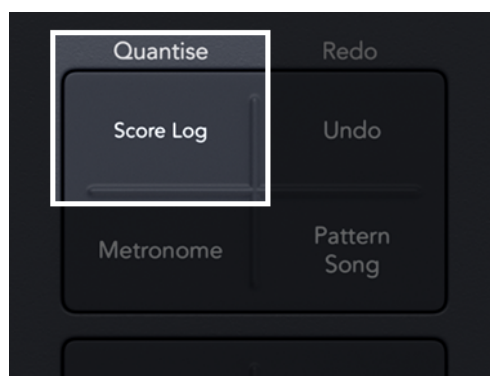 Quantise
Redo
Score Log
Undo
Metronome
Pattern
Song